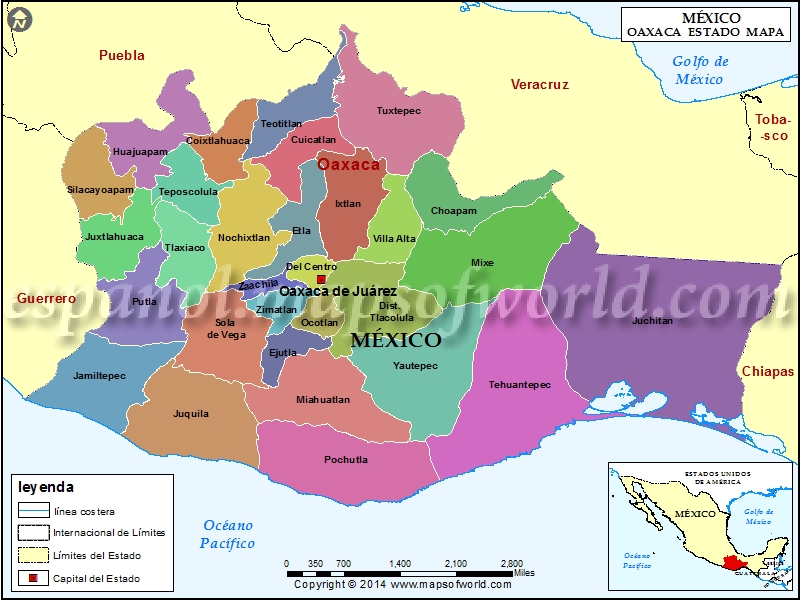 N
MÉXICO
OAXACA ESTADO MAPA
Puebla
Golfo de
México
Veracruz
Toba-
sco
Tuxtepec
Teotitlan
Coixtlahuaca
Cuicatlan
Huajuapam
Oaxaca
Silacayoapam
Teposcolula
Ixtlan
Choapam
Juxtlahuaca
Nochixtlan
Etla
Villa Alta
Tlaxiaco
Mixe
Del Centro
Zaachila
Oaxaca de Juárez
Guerrero
Putla
espanol.mapsofworld.com
Zimatlan
Dist.
Tlacolula
Sola
de Vega
Ocotlan
Juchitan
MÉXICO
Ejutla
Yautepec
Chiapas
Jamiltepec
Tehuantepec
Miahuatlan
Juquila
Pochutla
leyenda
línea costera
Internacional de Límites
Límites del Estado
Capital del Estado
Océano
Pacífico
0 350 700 1,400 2,100 2,800
Miles
Copyright © 2014 www.mapsofworld.com
ESTADOS UNIDOS
DE AMÉRICA
MÉXICO
Golfo de
México
Océano
Pacífico